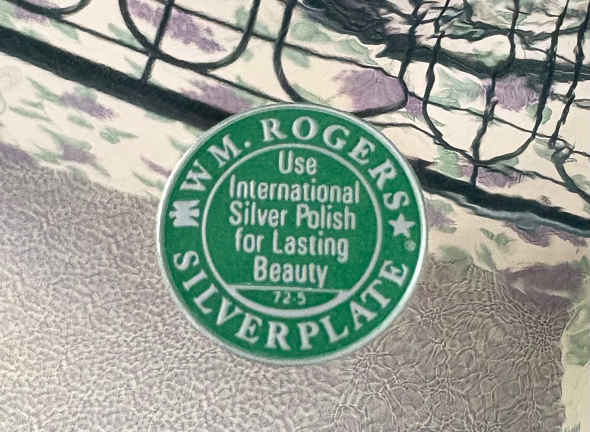 WM. ROGERS ★ ®
Use
International
Silver Polish
for Lasting
Beauty
72-5
SILVERPLATE